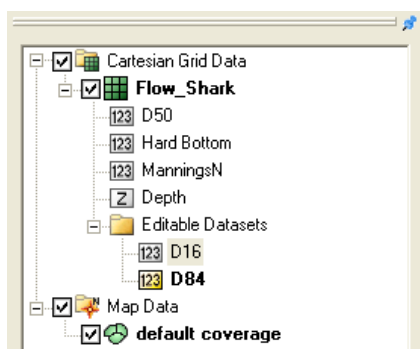 Cartesian Grid Data
Flow_Shark
123 D50
123 Hard Bottom
123 ManningsN
Z Depth
Editable Datasets
123 D16
123 D84
Map Data
default coverage